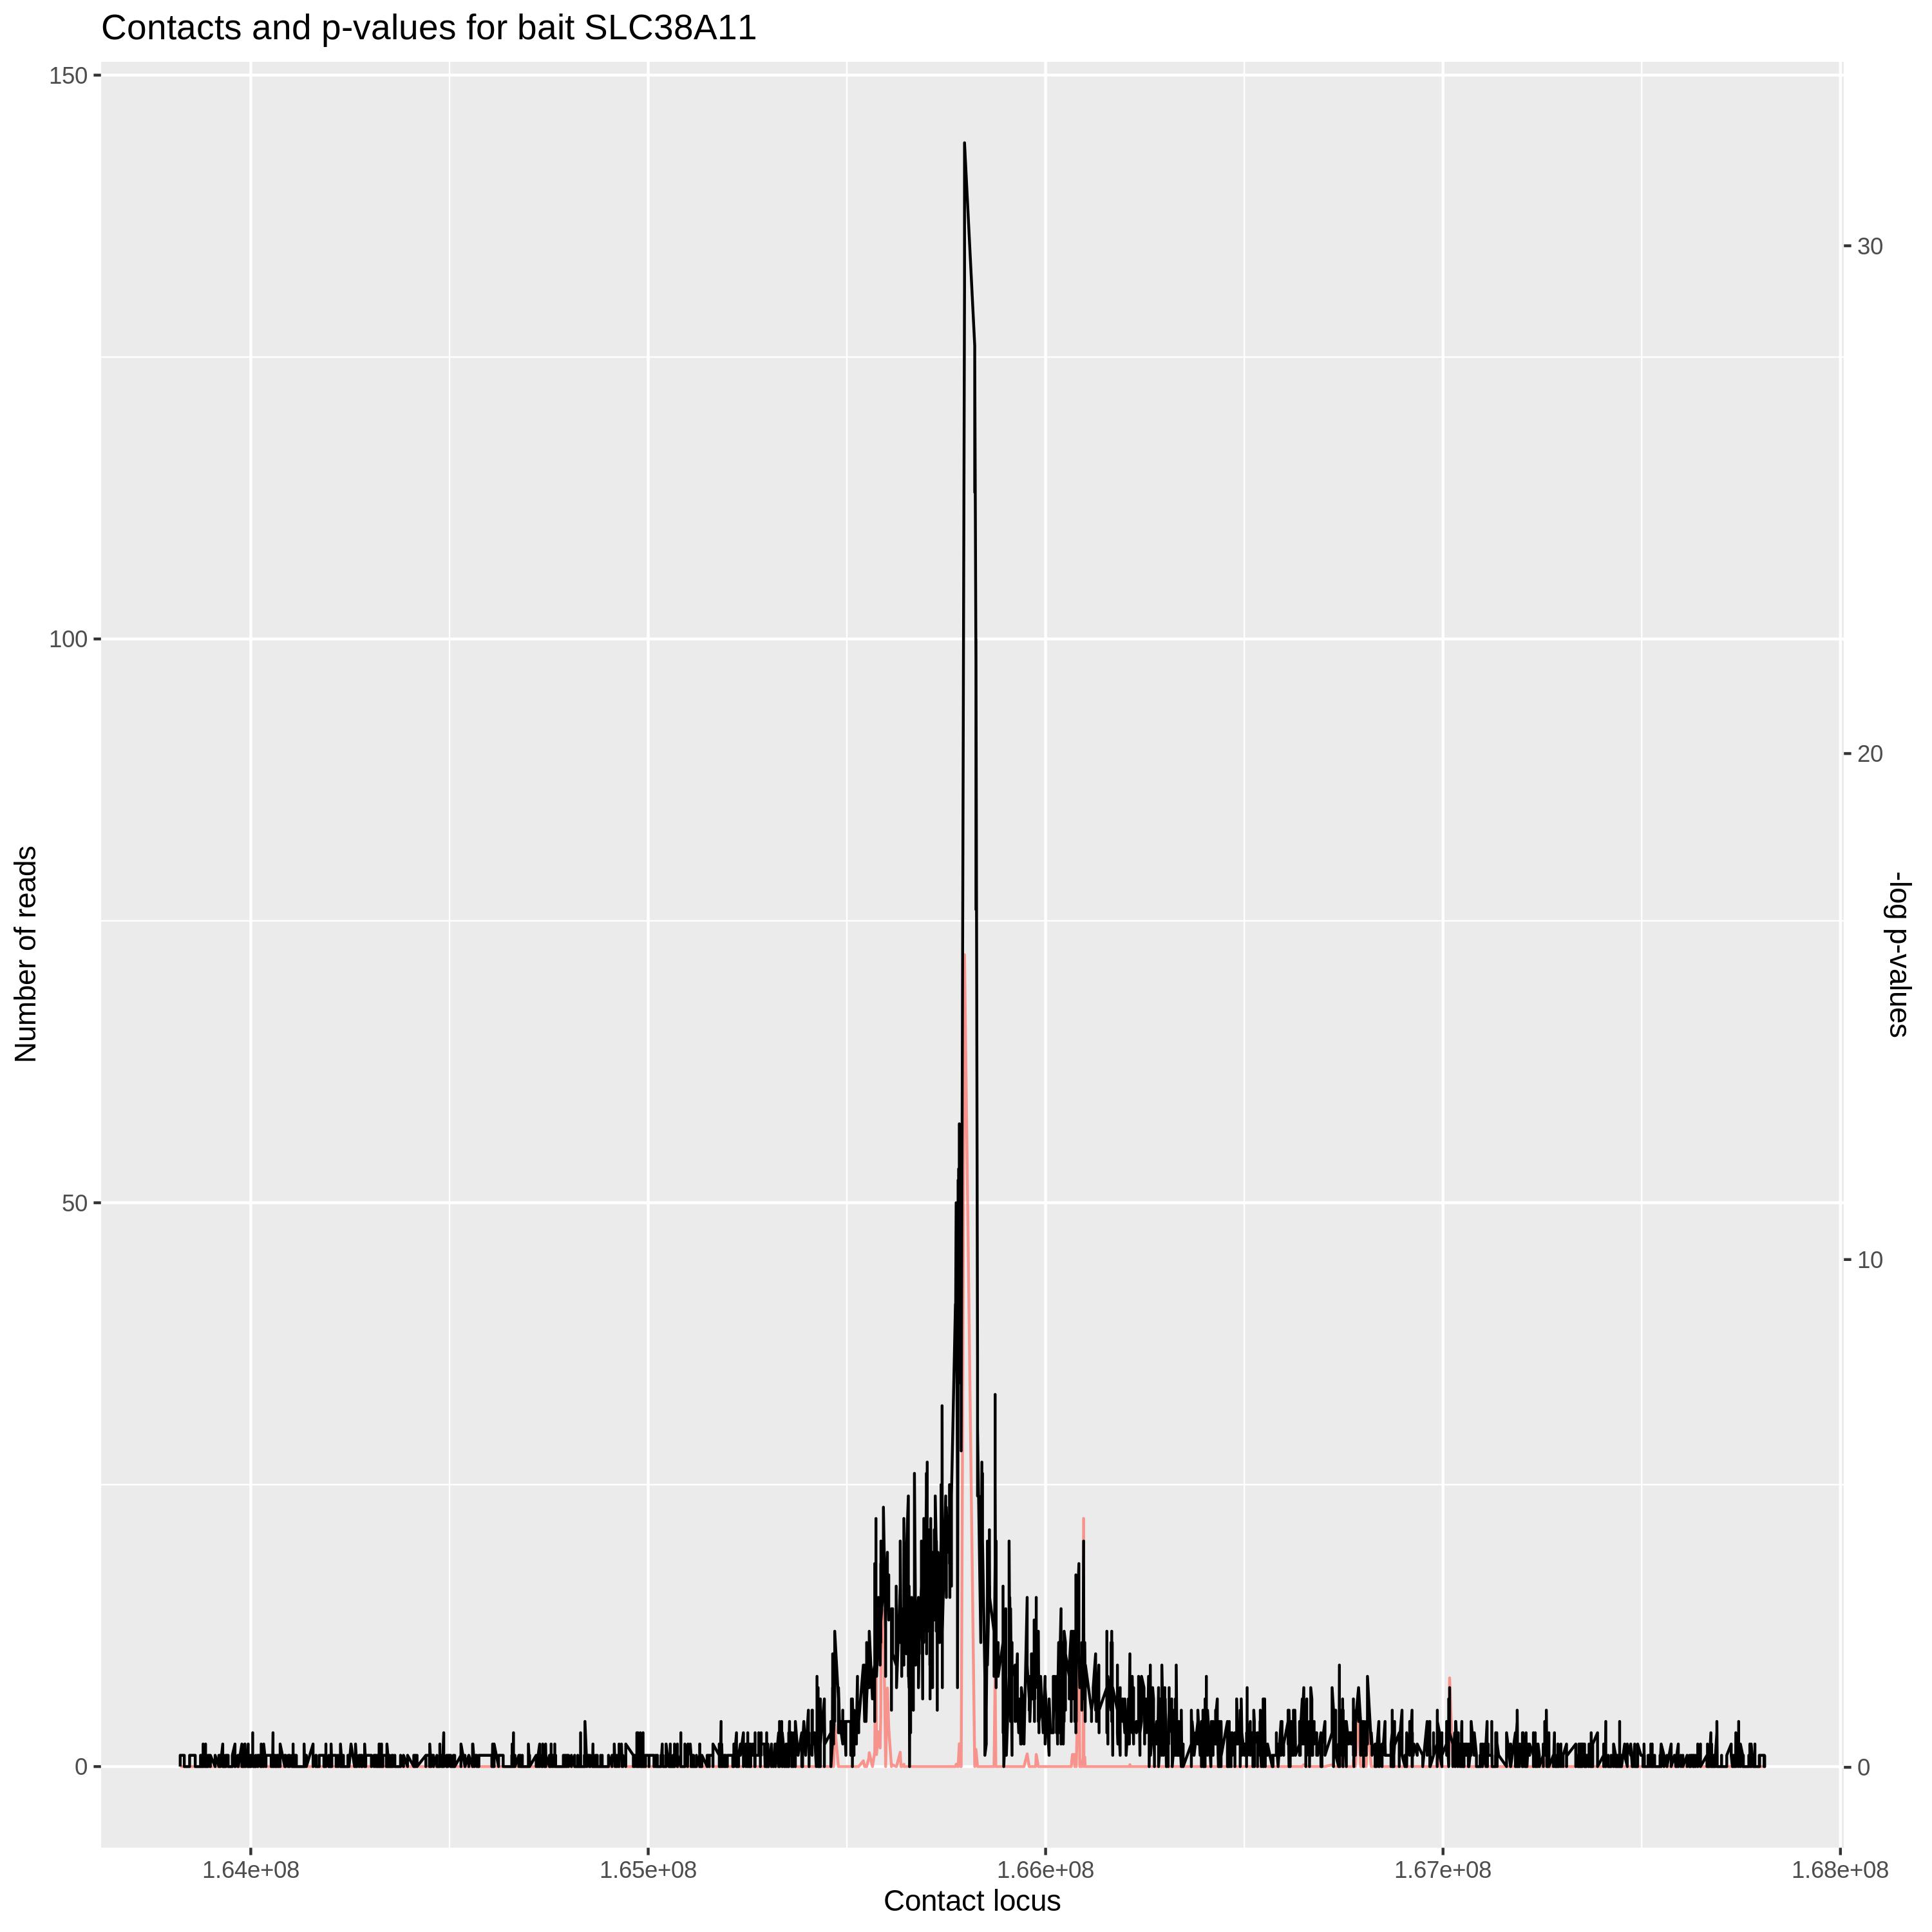 Contacts and p-values for bait SLC38A11
150
100
50
0
Number of reads
30
20
10
0
-log p-values
1.64e+08 1.65e+08 1.66e+08 1.67e+08 1.68e+08
Contact locus